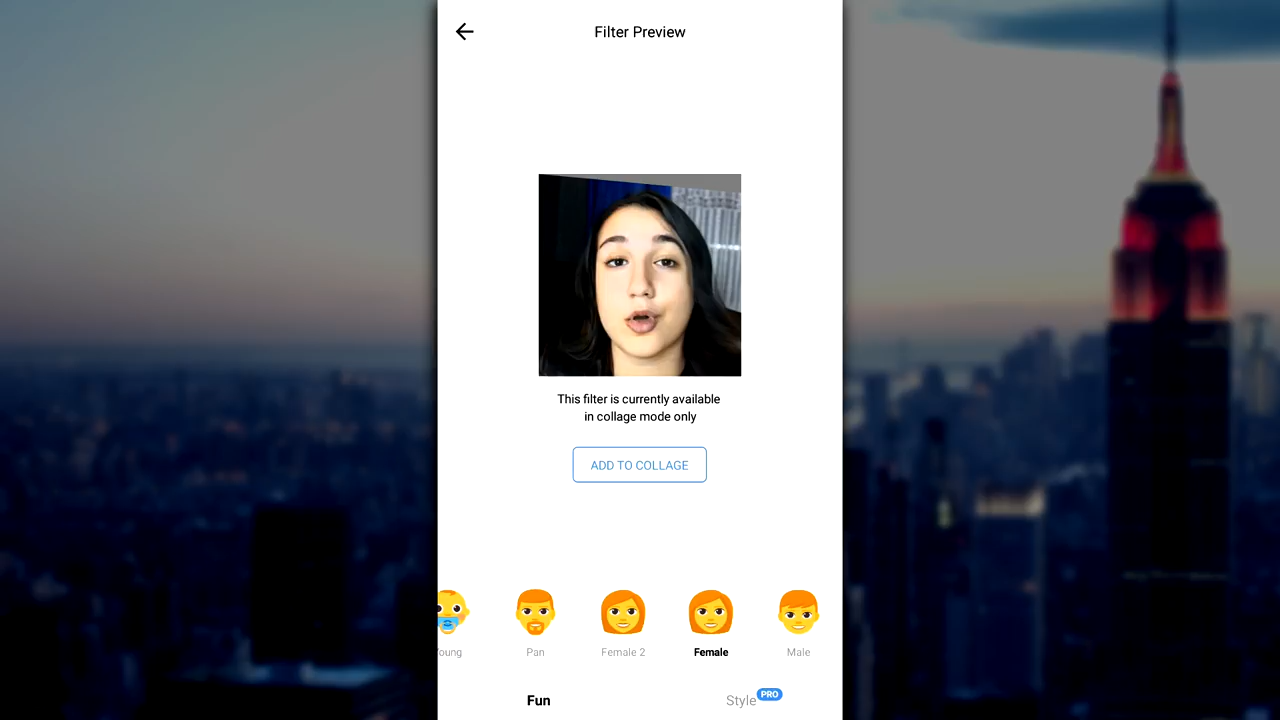 Filter Preview
This filter is currently available
in collage mode only
ADD TO COLLAGE
Pan
Female 2
Female
Male
Fun
Style PRO